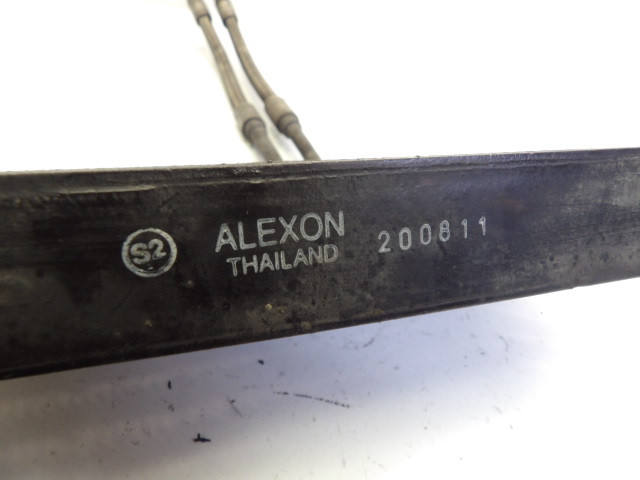 S2
ALEXON 200811
THAILAND